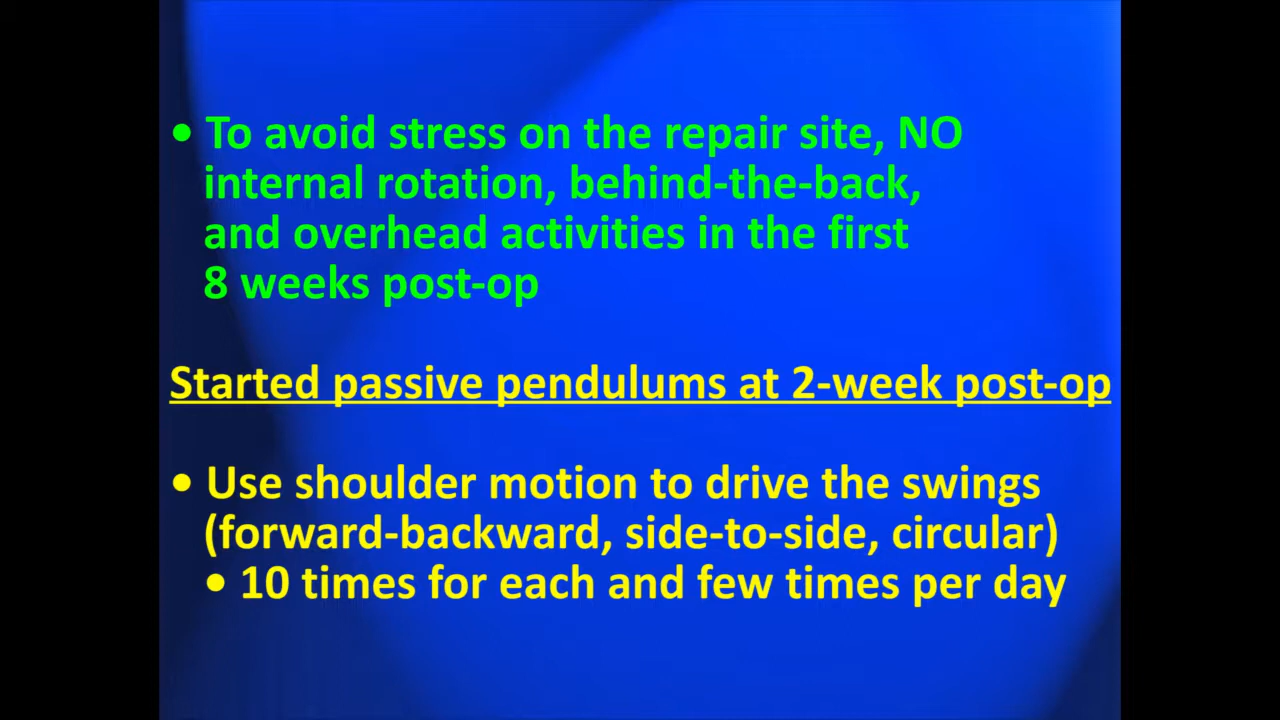 • To avoid stress on the repair site, NO
internal rotation, behind-the-back,
and overhead activities in the first
8 weeks post-op
Started passive pendulums at 2-week post-op
• Use shoulder motion to drive the swings
(forward-backward, side-to-side, circular)
• 10 times for each and few times per day